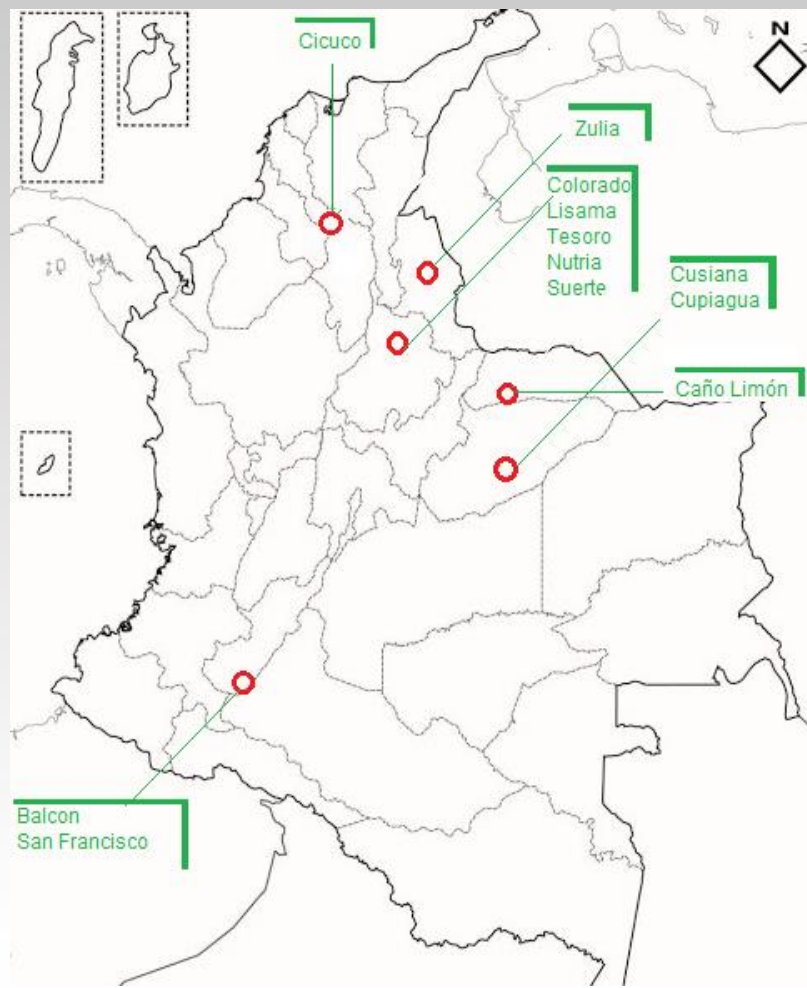 N
Cicuco
Zulia
Colorado
Lisama
Tesoro
Nutria
Suerte
Cusiana
Cupiagua
Caño Limón
Balcon
San Francisco